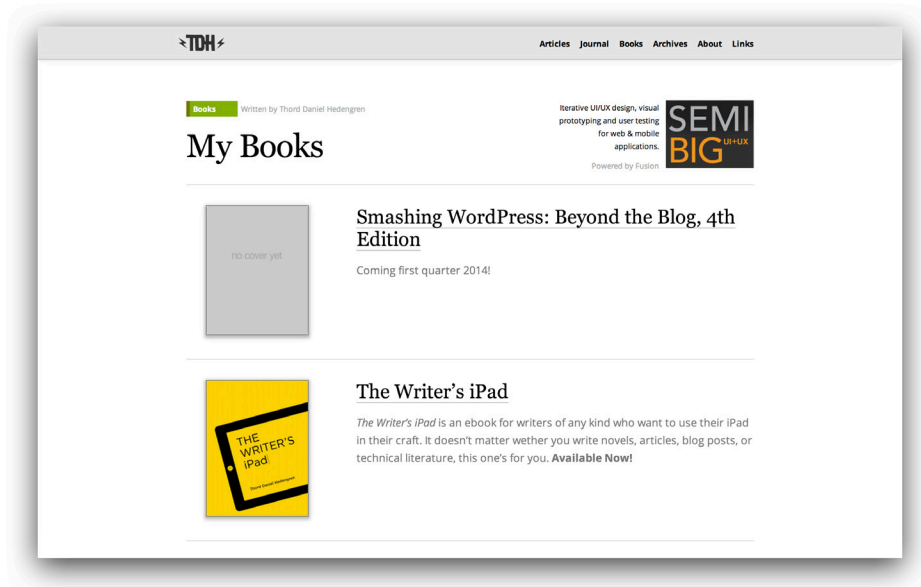 TDH
Articles Journal Books Archives About Links
Books Written by Thord Daniel Hedengren
My Books
Iterative UI/UX design, visual
prototyping and user testing
for web & mobile
applications.
Powered by Fusion
SEMI
BIG UI+UX
no cover yet
Smashing WordPress: Beyond the Blog, 4th
Edition
Coming first quarter 2014!
THE
WRITER'S
iPad
Thord Daniel Hedengren
The Writer's iPad
The Writer's iPad is an ebook for writers of any kind who want to use their iPad
in their craft. It doesn't matter wether you write novels, articles, blog posts, or
technical literature, this one's for you. Available Now!